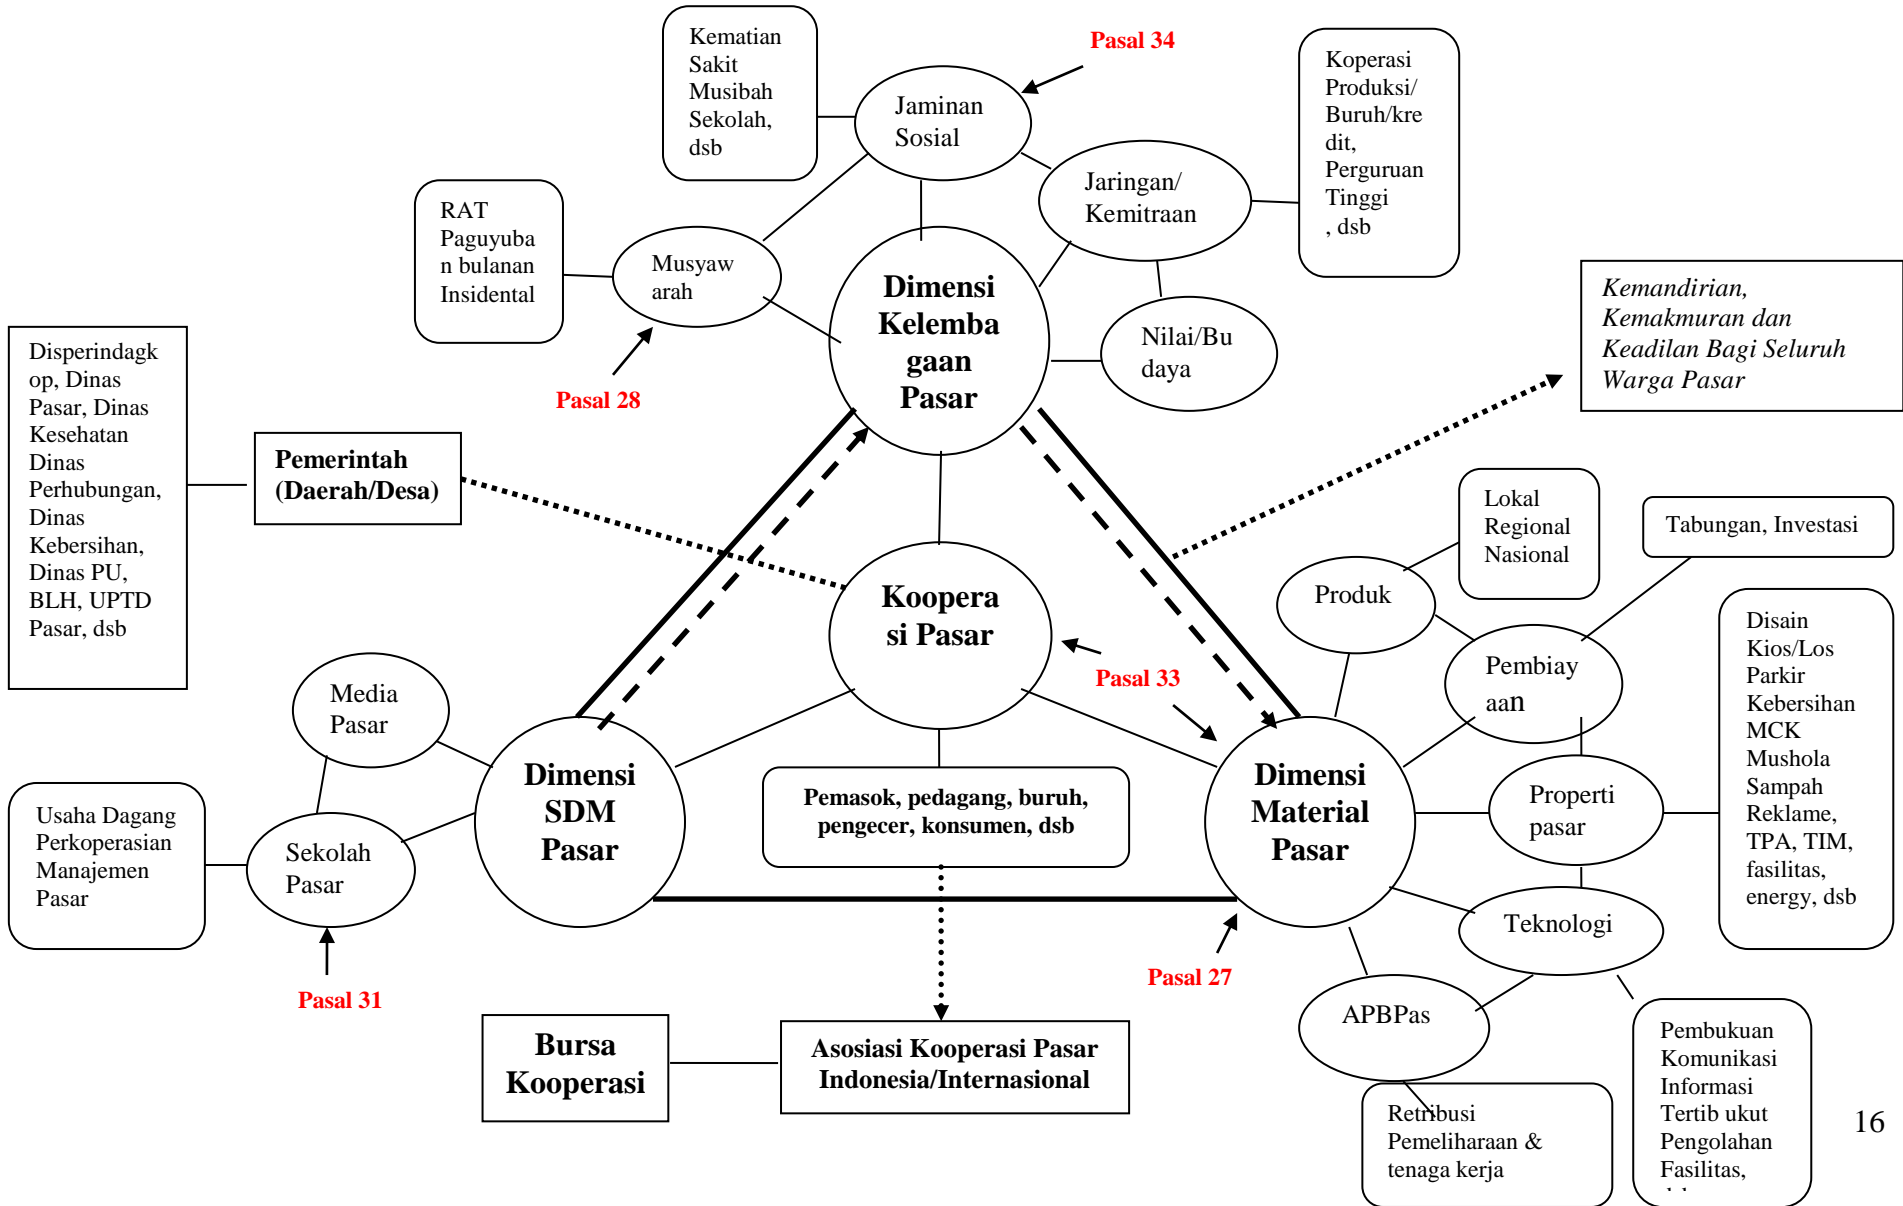 Kematian
Sakit
Musibah
Sekolah,
dsb
Pasal 34
Jaminan
Sosial
Koperasi
Produksi/
Buruh/kre
dit,
Perguruan
Tinggi
, dsb
Jaringan/
Kemitraan
RAT
Paguyuba
n bulanan
Insidental
Musyaw
arah
Pasal 28
Dimensi
Kelemba
gaan
Pasar
Nilai/Bu
daya
Kemandirian,
Kemakmuran dan
Keadilan Bagi Seluruh
Warga Pasar
Disperindagk
op, Dinas
Pasar, Dinas
Kesehatan
Dinas
Perhubungan,
Dinas
Kebersihan,
Dinas PU,
BLH, UPTD
Pasar, dsb
Pemerintah
(Daerah/Desa)
Koopera
si Pasar
Pasal 33
Lokal
Regional
Nasional
Tabungan, Investasi
Produk
Pembiay
aan
Disain
Kios/Los
Parkir
Kebersihan
MCK
Mushola
Sampah
Reklame,
TPA, TIM,
fasilitas,
energy, dsb
Media
Pasar
Dimensi
SDM
Pasar
Pemasok, pedagang, buruh,
pengecer, konsumen, dsb
Dimensi
Material
Pasar
Properti
pasar
Usaha Dagang
Perkoperasian
Manajemen
Pasar
Sekolah
Pasar
Pasal 31
Teknologi
Pasal 27
APBPas
Bursa
Kooperasi
Asosiasi Kooperasi Pasar
Indonesia/Internasional
Retribusi
Pemeliharaan &
tenaga kerja
Pembukuan
Komunikasi
Informasi
Tertib ukut
Pengolahan
Fasilitas,
16